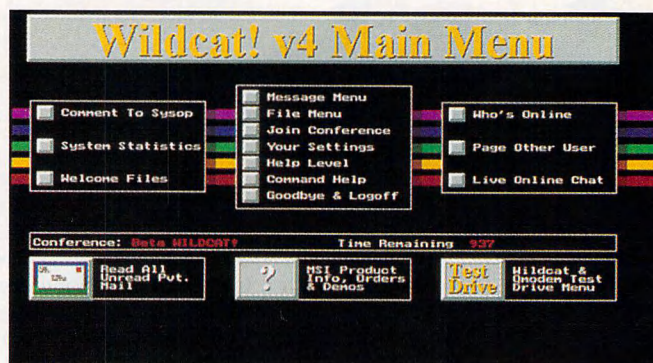 Wildcat! v4 Main Menu
Comment To Sysop
System Statistics
Welcome Files
Message Menu
File Menu
Join Conference
Your Settings
Help Level
Command Help
Goodbye & Logoff
Who's Online
Page Other User
Live Online Chat
Conference: Beta WILDCAT!
Time Remaining 937
Read All
Unread Pvt.
Mail
?
MSI Product
Info, Orders
& Demos
Test
Drive
Wildcat &
Qmodem Test
Drive Menu